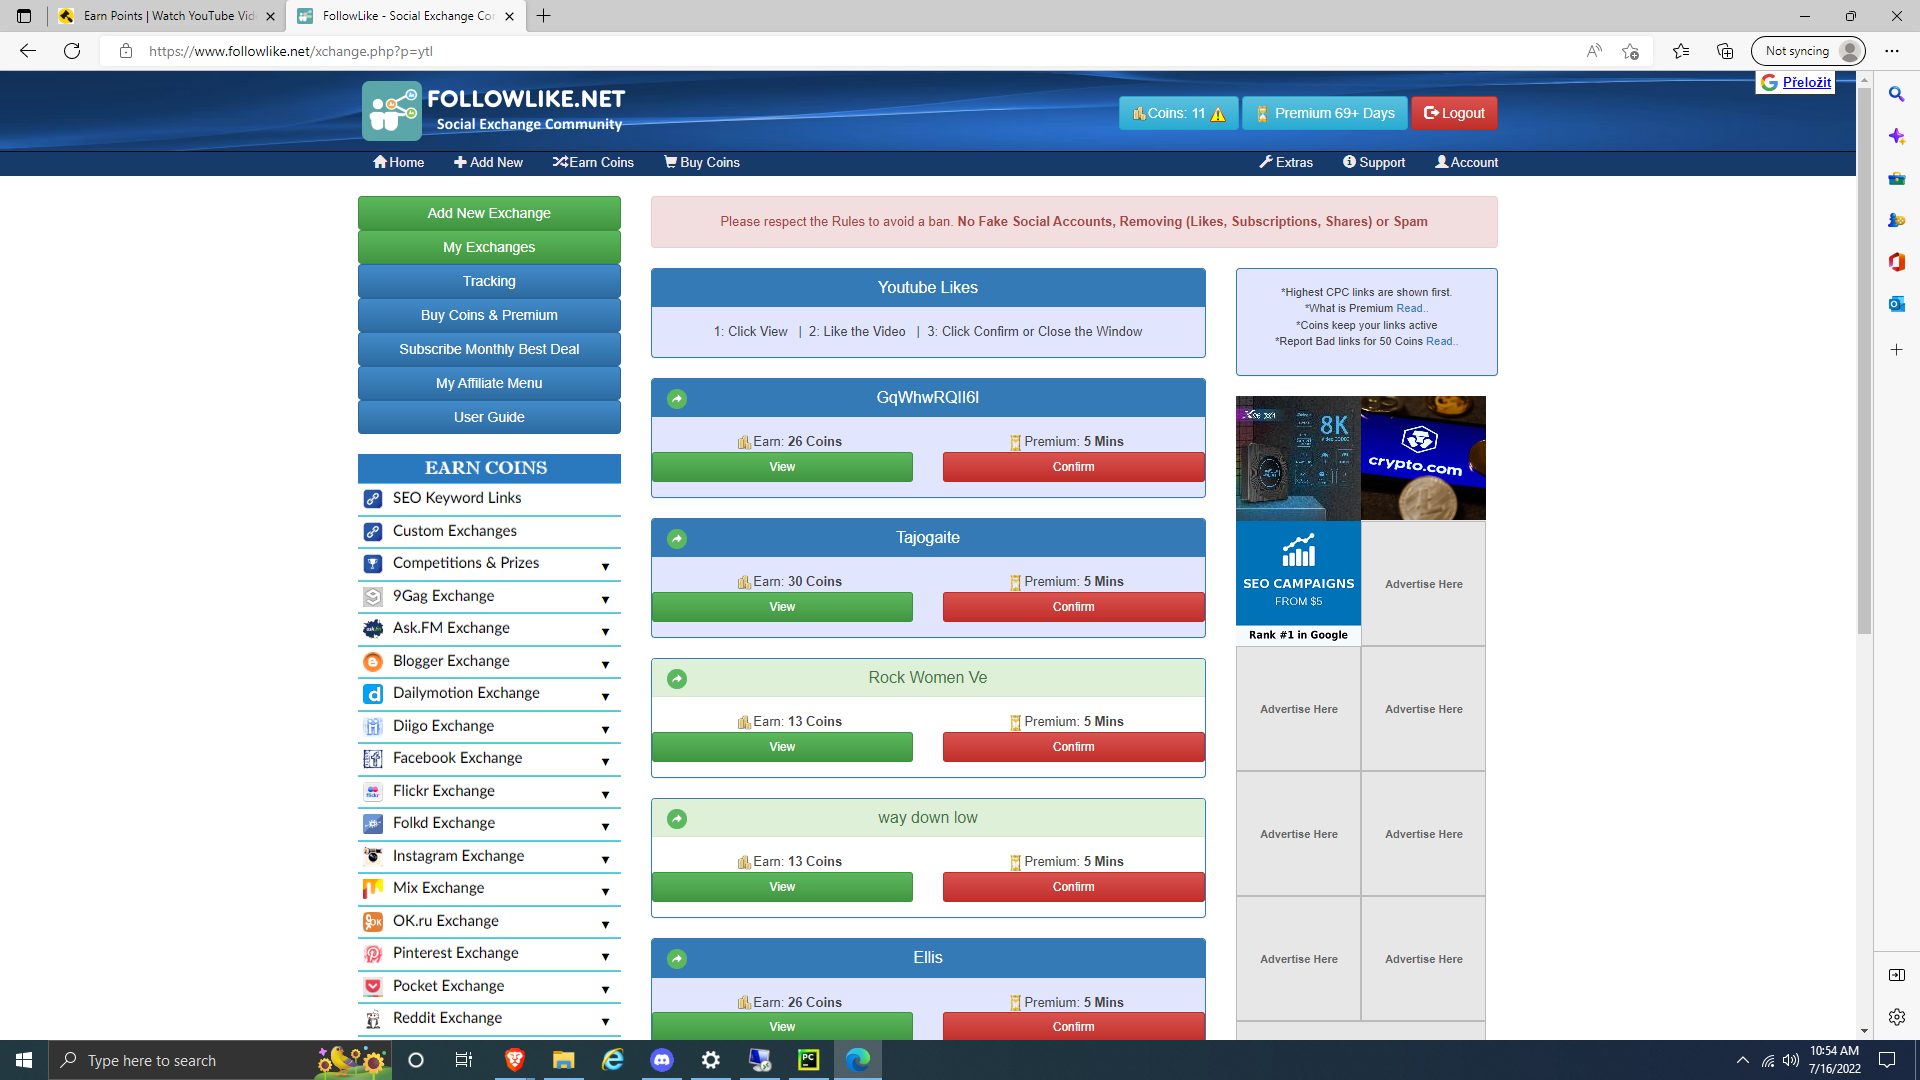 Earn Points | Watch YouTube Vid
FollowLike - Social Exchange Co
https://www.followlike.net/xchange.php?p=ytl
Not syncing
Přeložit
FOLLOWLIKE.NET
Social Exchange Community
Coins: 11
Premium 69+ Days
Logout
Home
Add New
Earn Coins
Buy Coins
Extras
Support
Account
Add New Exchange
My Exchanges
Tracking
Buy Coins & Premium
Subscribe Monthly Best Deal
My Affiliate Menu
User Guide
EARN COINS
SEO Keyword Links
Custom Exchanges
Competitions & Prizes
9Gag Exchange
Ask.FM Exchange
Blogger Exchange
Dailymotion Exchange
Diigo Exchange
Facebook Exchange
Flickr Exchange
Folkd Exchange
Instagram Exchange
Mix Exchange
OK.ru Exchange
Pinterest Exchange
Pocket Exchange
Reddit Exchange
Please respect the Rules to avoid a ban. No Fake Social Accounts, Removing (Likes, Subscriptions, Shares) or Spam
Youtube Likes
1: Click View | 2: Like the Video | 3: Click Confirm or Close the Window
GqWhwRQII6I
Earn: 26 Coins
Premium: 5 Mins
View
Confirm
Tajogaite
Earn: 30 Coins
Premium: 5 Mins
View
Confirm
Rock Women Ve
Earn: 13 Coins
Premium: 5 Mins
View
Confirm
way down low
Earn: 13 Coins
Premium: 5 Mins
View
Confirm
Ellis
Earn: 26 Coins
Premium: 5 Mins
View
Confirm
*Highest CPC links are shown first.
*What is Premium Read..
*Coins keep your links active
*Report Bad links for 50 Coins Read..
8K
crypto.com
SEO CAMPAIGNS
FROM $5
Rank #1 in Google
Advertise Here
Advertise Here
Advertise Here
Advertise Here
Advertise Here
Advertise Here
Advertise Here
Type here to search
10:54 AM
7/16/2022